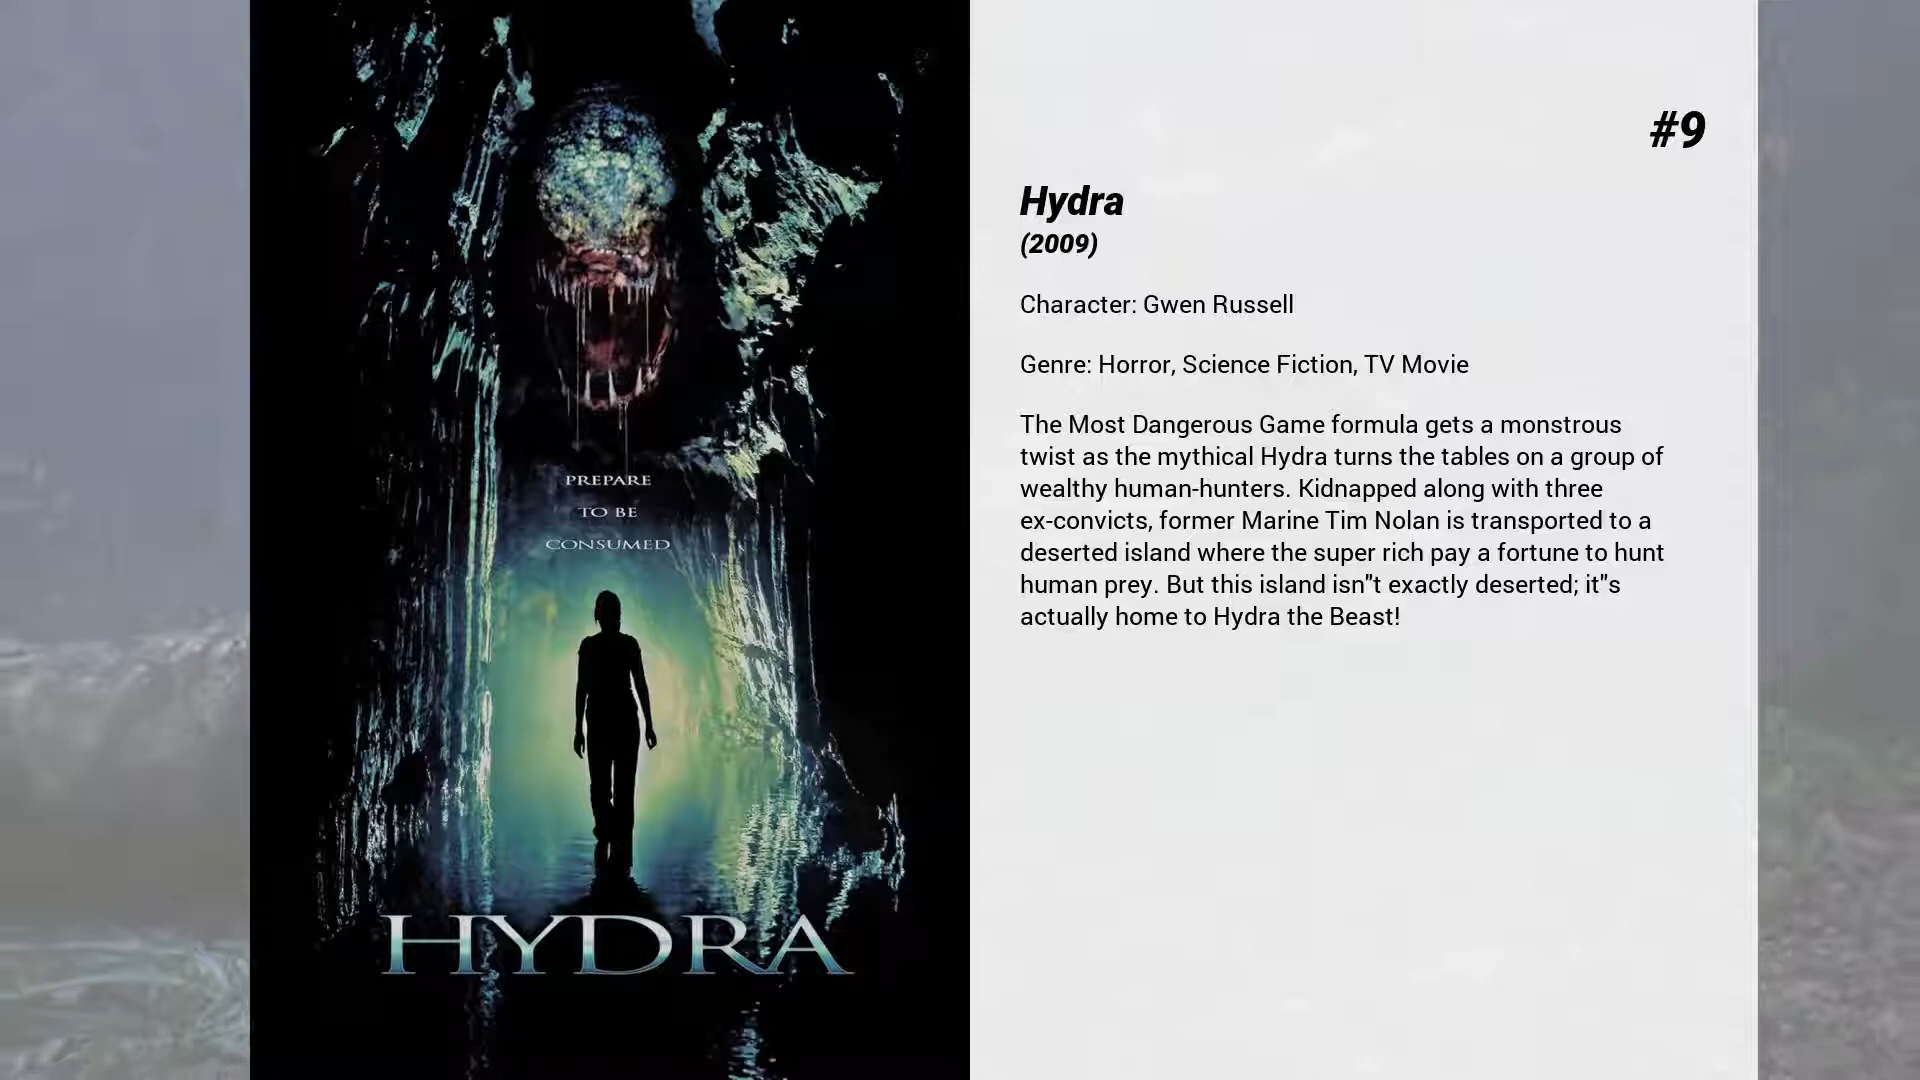 PREPARE
TO BE
CONSUMED
HYDRA
#9
Hydra
(2009)
Character: Gwen Russell
Genre: Horror, Science Fiction, TV Movie
The Most Dangerous Game formula gets a monstrous
twist as the mythical Hydra turns the tables on a group of
wealthy human-hunters. Kidnapped along with three
ex-convicts, former Marine Tim Nolan is transported to a
deserted island where the super rich pay a fortune to hunt
human prey. But this island isn"t exactly deserted; it"s
actually home to Hydra the Beast!